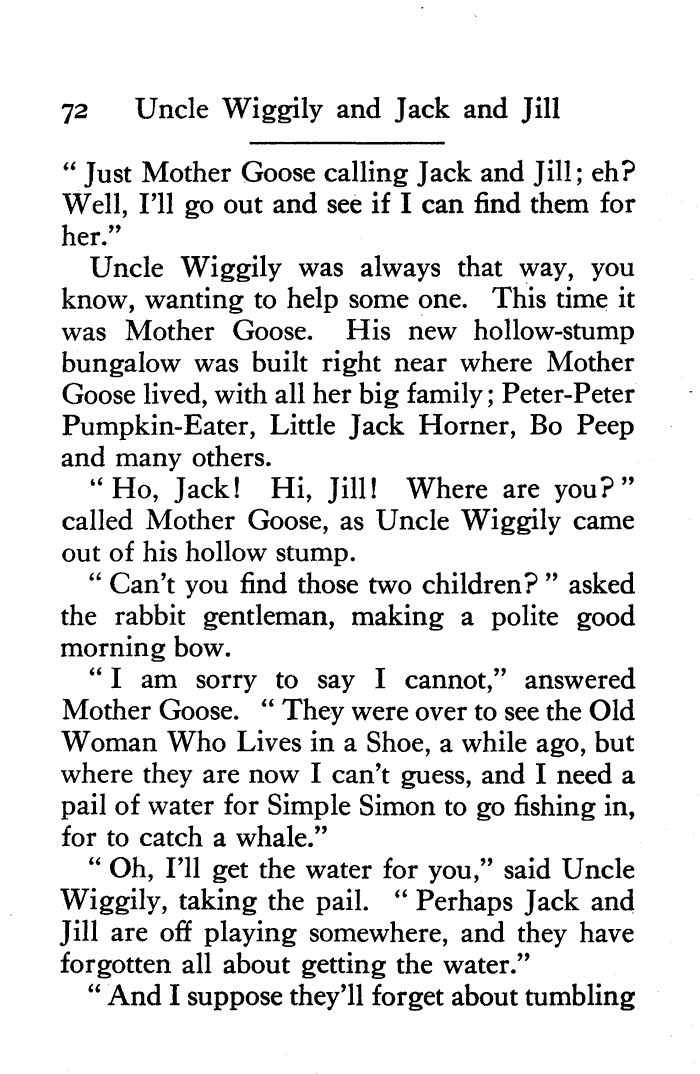 72 Uncle Wiggily and Jack and Jill
“ Just Mother Goose calling Jack and Jill; eh?
Well, I’ll go out and see if I can find them for
her.”
Uncle Wiggily was always that way, you
know, wanting to help some one. This time it
was Mother Goose. His new hollow-stump
bungalow was built right near where Mother
Goose lived, with all her big family; Peter-Peter
Pumpkin-Eater, Little Jack Horner, Bo Peep
and many others.
“ Ho, Jack! Hi, Jill! Where are you? ”
called Mother Goose, as Uncle Wiggily came
out of his hollow stump.
“ Can’t you find those two children? ” asked
the rabbit gentleman, making a polite good
morning bow.
“ I am sorry to say I cannot,” answered
Mother Goose. “ They were over to see the Old
Woman Who Lives in a Shoe, a while ago, but
where they are now I can’t guess, and I need a
pail of water for Simple Simon to go fishing in,
for to catch a whale.”
“ Oh, I’ll get the water for you,” said Uncle
Wiggily, taking the pail. “ Perhaps Jack and
Jill are off playing somewhere, and they have
forgotten all about getting the water.”
“ And I suppose they’ll forget about tumbling